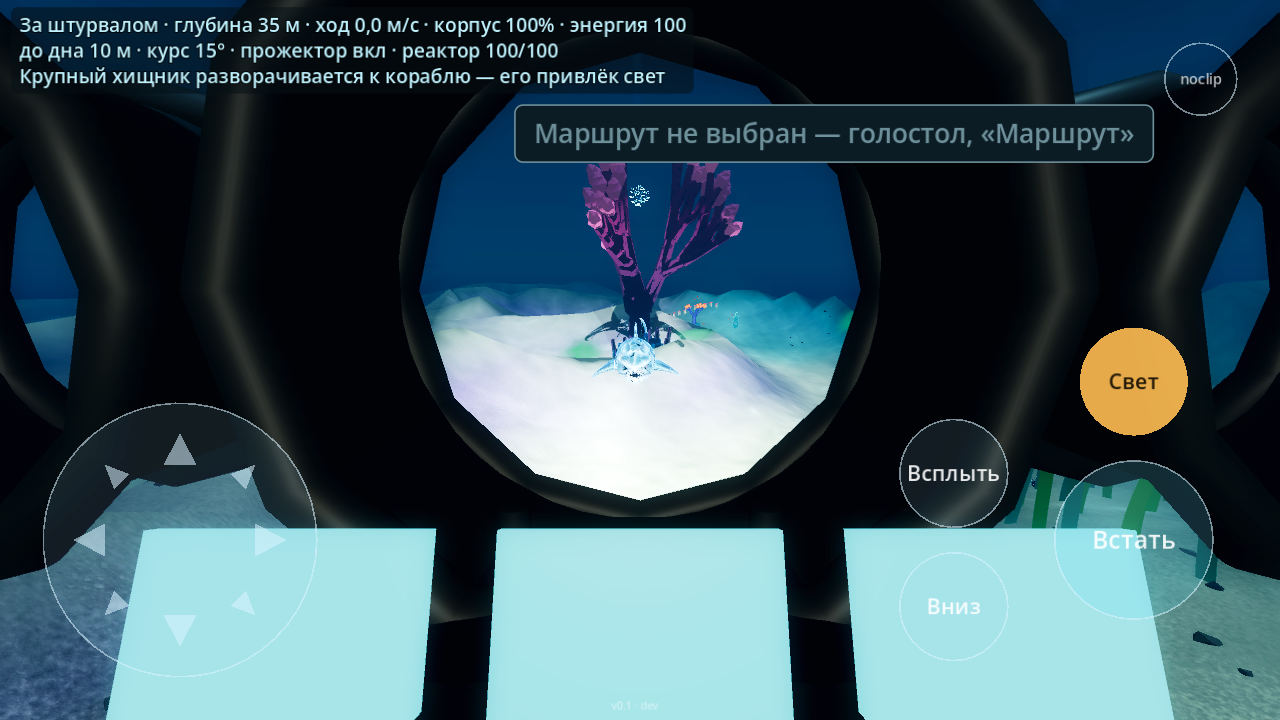 За штурвалом · глубина 35 м · ход 0,0 м/с · корпус 100% · энергия 100
до дна 10 м · курс 15° · прожектор вкл · реактор 100/100
Крупный хищник разворачивается к кораблю — его привлёк свет
noclip
Маршрут не выбран — голостол, «Маршрут»
Свет
Всплыть
Встать
Вниз
v0.1 · dev